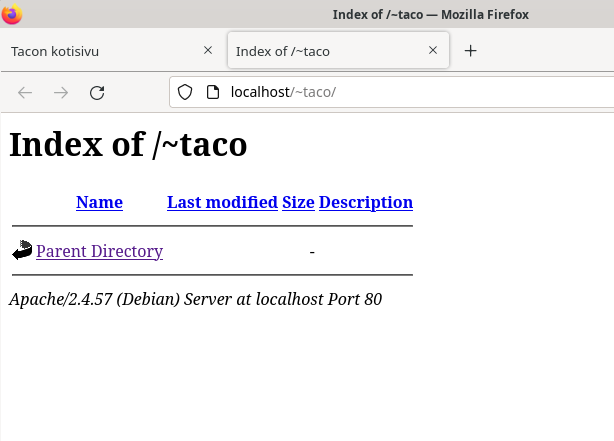 Index of /~taco — Mozilla Firefox
Tacon kotisivu Index of /~taco
localhost/~taco/
Index of /~taco
Name Last modified Size Description
Parent Directory -
Apache/2.4.57 (Debian) Server at localhost Port 80